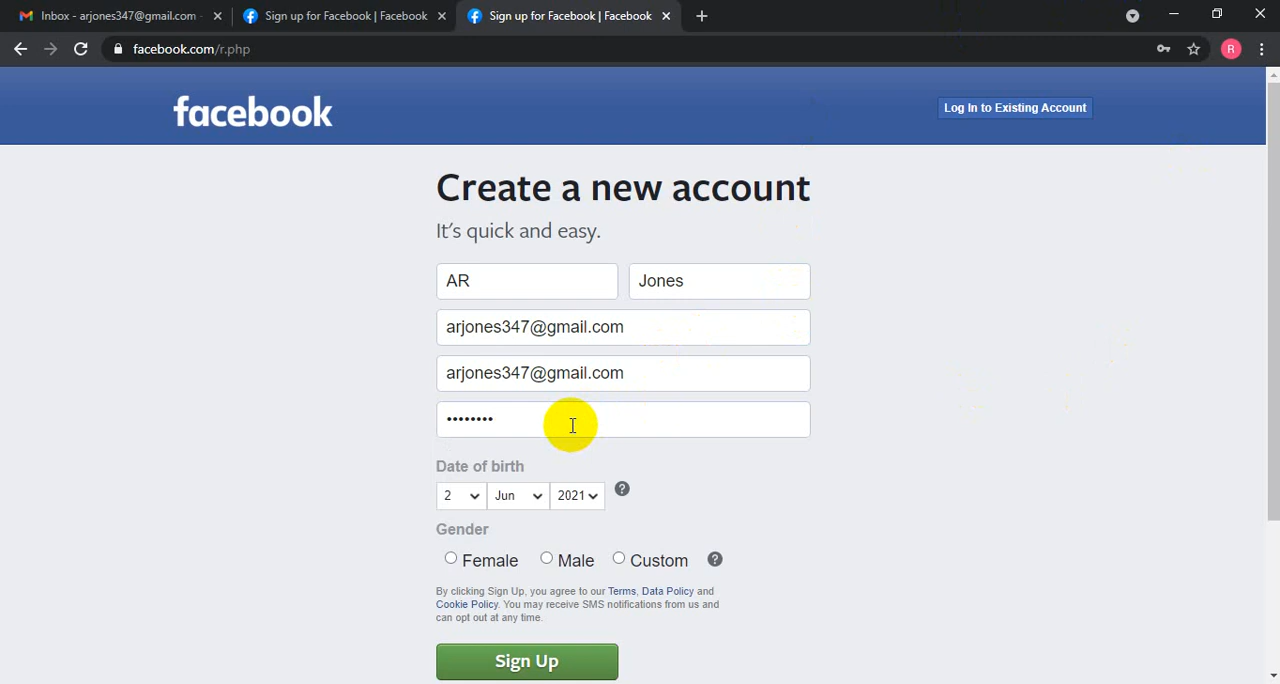 Inbox - arjones347@gmail.com - Sign up for Facebook | Facebook Sign up for Facebook | Facebook
facebook.com/r.php R
facebook Log In to Existing Account
Create a new account
It's quick and easy.
AR Jones
arjones347@gmail.com
arjones347@gmail.com
••••••••
Date of birth
2 Jun 2021 ?
Gender
Female Male Custom ?
By clicking Sign Up, you agree to our Terms, Data Policy and
Cookie Policy. You may receive SMS notifications from us and
can opt out at any time.
Sign Up